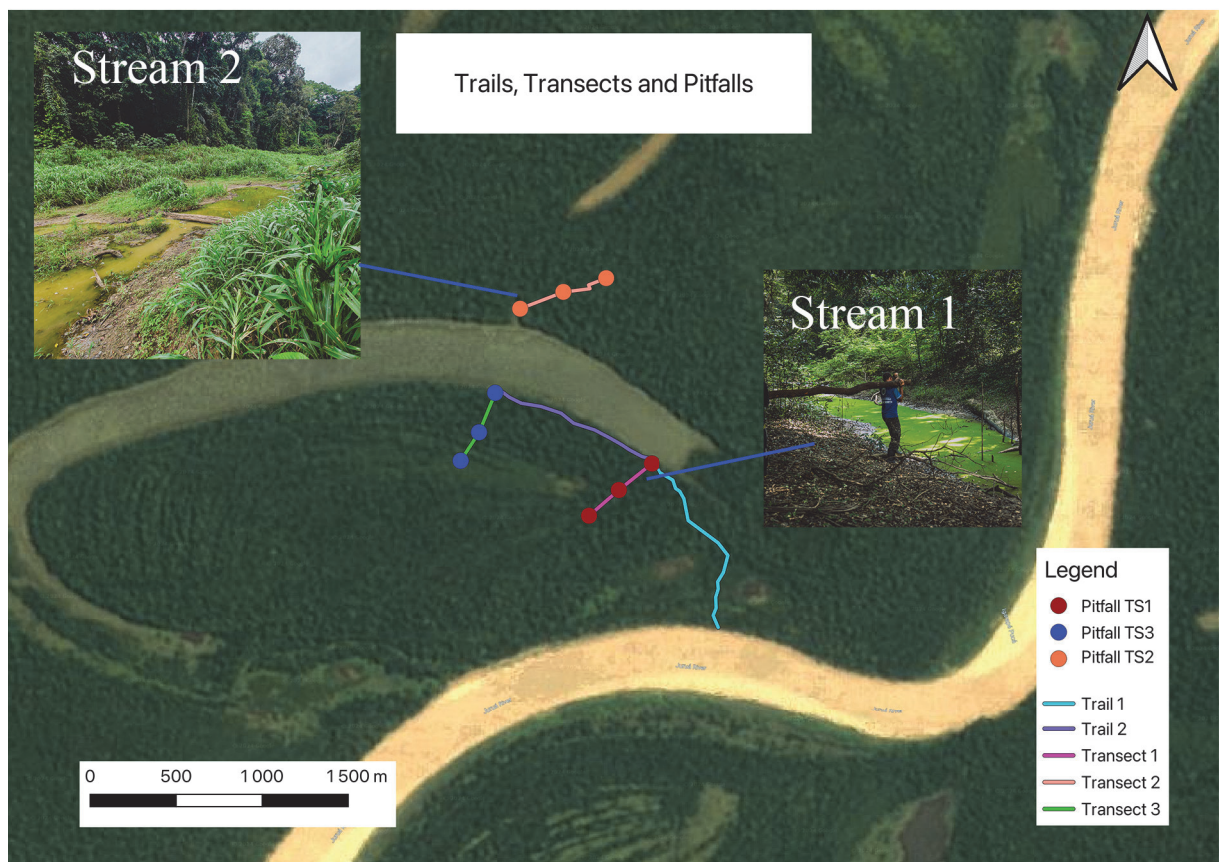 Stream 2
Trails, Transects and Pitfalls
Stream 1
Legend
Pitfall TS1
Pitfall TS3
Pitfall TS2
Trail 1
Trail 2
Transect 1
Transect 2
Transect 3
0 500 1 000 1 500 m